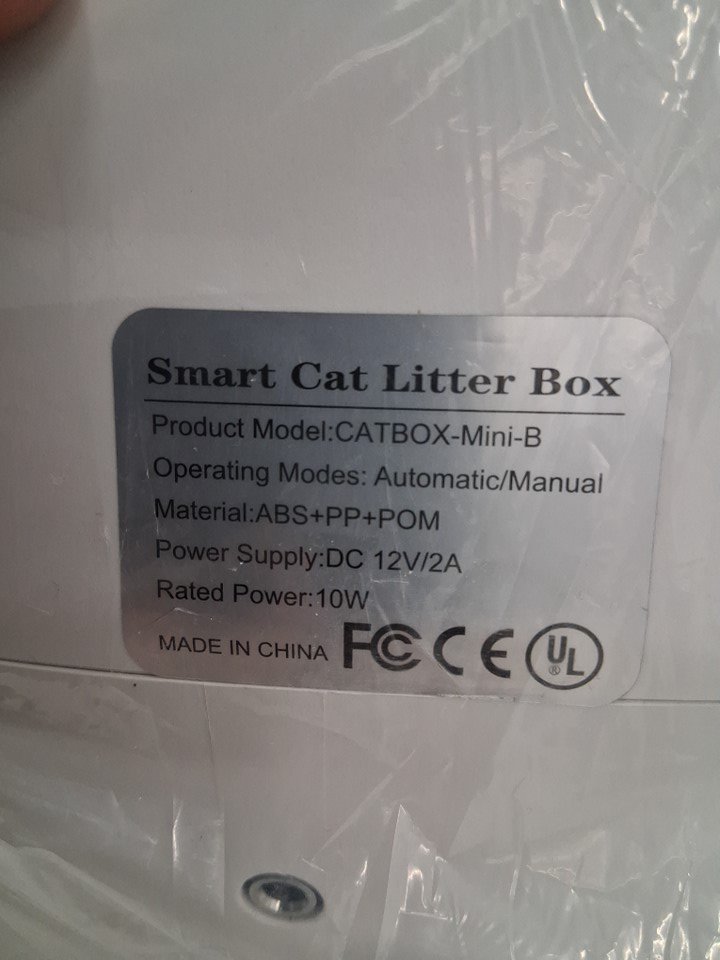 Smart Cat Litter Box
Product Model:CATBOX-Mini-B
Operating Modes: Automatic/Manual
Material:ABS+PP+POM
Power Supply:DC 12V/2A
Rated Power:10W
MADE IN CHINA FC CE UL ®